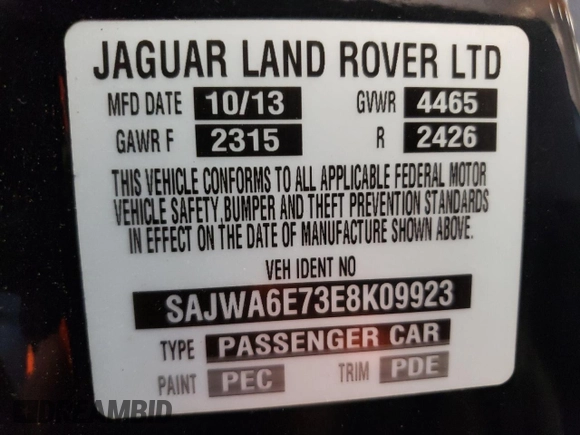 JAGUAR LAND ROVER LTD
MFD DATE 10/13 GVWR 4465
GAWR F 2315 R 2426
THIS VEHICLE CONFORMS TO ALL APPLICABLE FEDERAL MOTOR
VEHICLE SAFETY, BUMPER AND THEFT PREVENTION STANDARDS
IN EFFECT ON THE DATE OF MANUFACTURE SHOWN ABOVE.
VEH IDENT NO
SAJWA6E73E8K09923
TYPE PASSENGER CAR
PAINT PEC TRIM PDE
DREAMBID